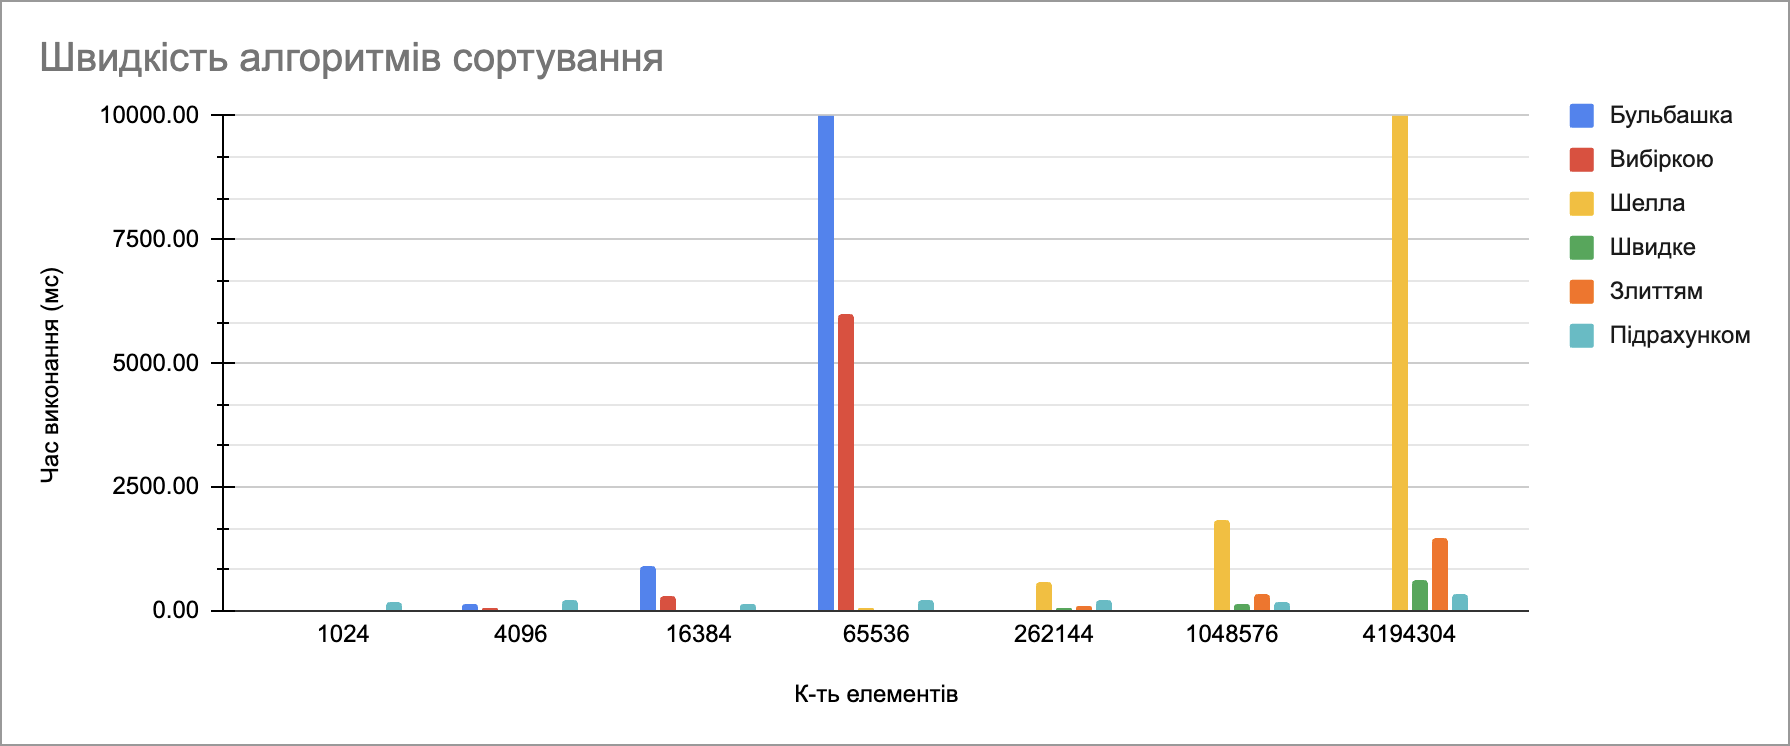 Швидкість алгоритмів сортування
10000.00
7500.00
5000.00
2500.00
0.00
Час виконання (мс)
1024
4096
16384
65536
262144
1048576
4194304
К-ть елементів
Бульбашка
Вибіркою
Шелла
Швидке
Злиттям
Підрахунком